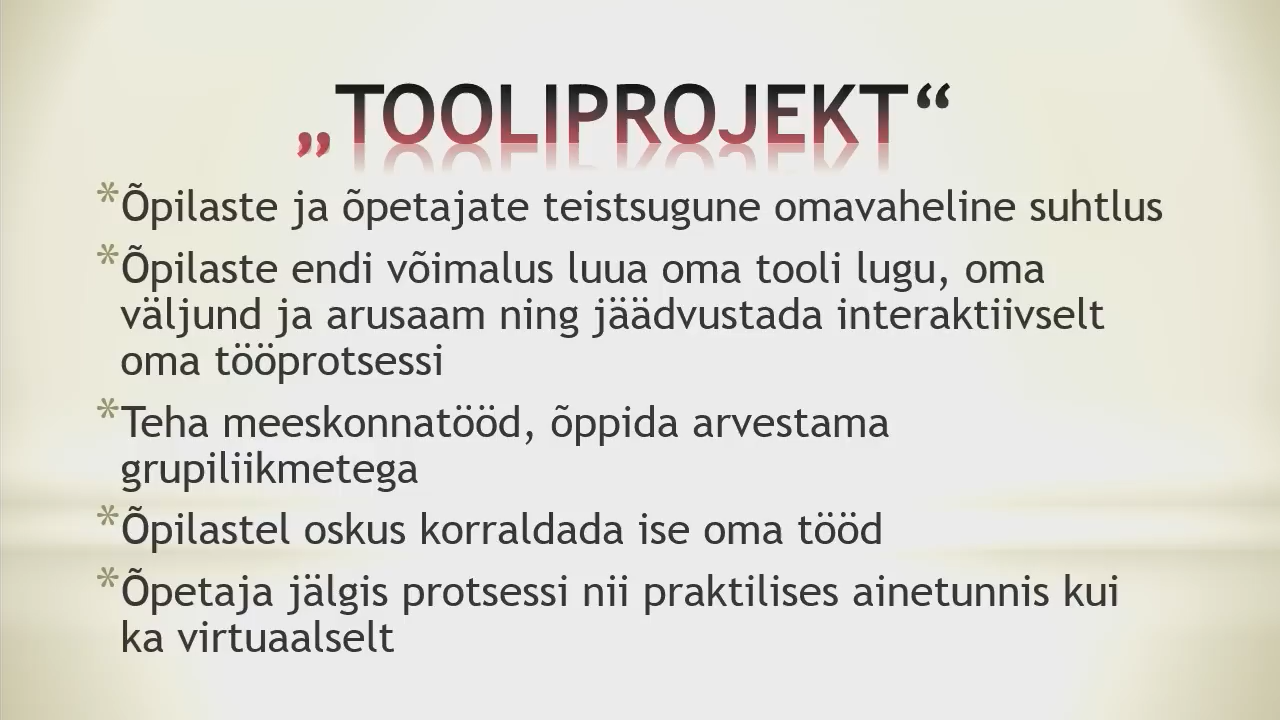 „TOOLIPROJEKT“
* Õpilaste ja õpetajate teistsugune omavaheline suhtlus
* Õpilaste endi võimalus luua oma tooli lugu, oma
väljund ja arusaam ning jäädvustada interaktiivselt
oma tööprotsessi
* Teha meeskonnatööd, õppida arvestama
grupiliikmetega
* Õpilastel oskus korraldada ise oma tööd
* Õpetaja jälgis protsessi nii praktilises ainetunnis kui
ka virtuaalselt